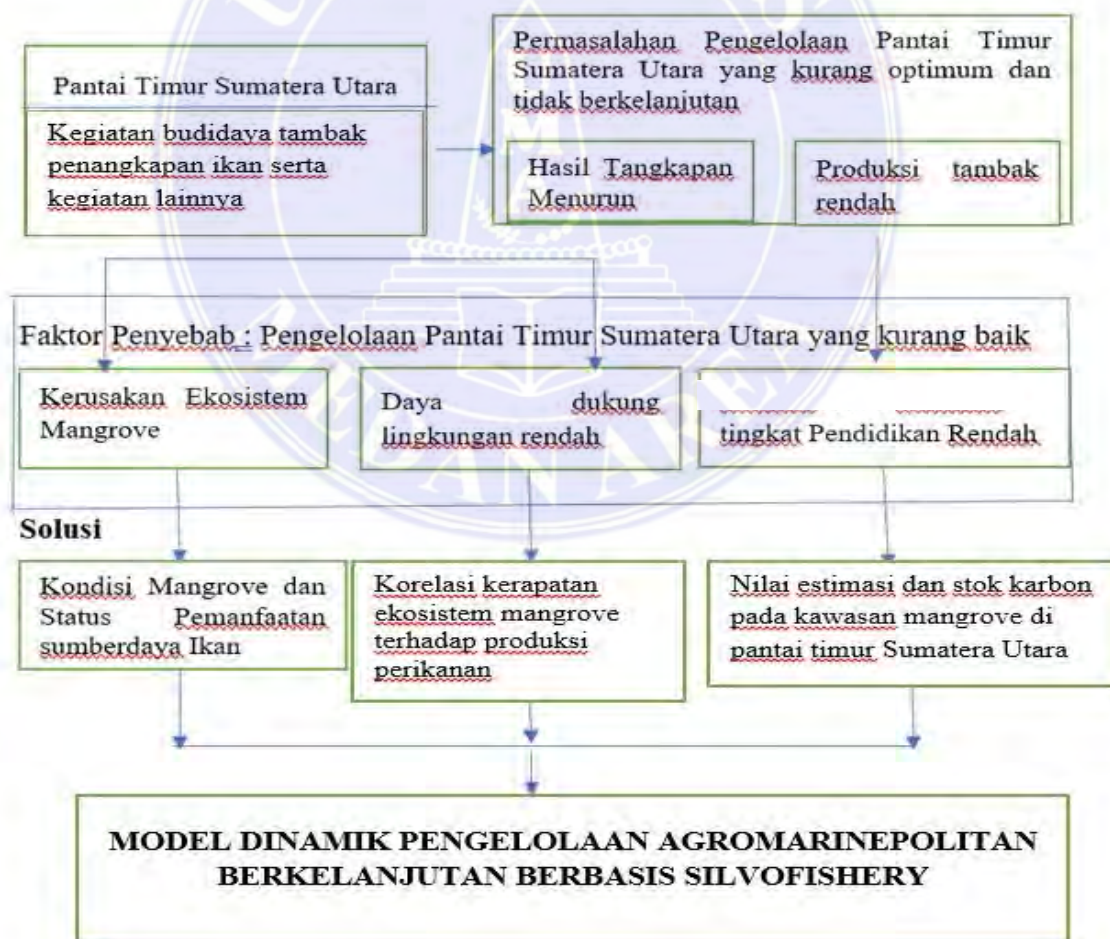 Pantai Timur Sumatera Utara
Kegiatan budidaya tambak
penangkapan ikan serta
kegiatan lainnya
Permasalahan Pengelolaan Pantai Timur
Sumatera Utara yang kurang optimum dan
tidak berkelanjutan
Hasil Tangkapan
Menurun
Produksi tambak
rendah
Faktor Penyebab : Pengelolaan Pantai Timur Sumatera Utara yang kurang baik
Kerusakan Ekosistem
Mangrove
Daya dukung
lingkungan rendah
tingkat Pendidikan Rendah
Solusi
Kondisi Mangrove dan
Status Pemanfaatan
sumberdaya Ikan
Korelasi kerapatan
ekosistem mangrove
terhadap produksi
perikanan
Nilai estimasi dan stok karbon
pada kawasan mangrove di
pantai timur Sumatera Utara
MODEL DINAMIK PENGELOLAAN AGROMARINEPOLITAN
BERKELANJUTAN BERBASIS SILVOFISHERY
MEDAN AREA